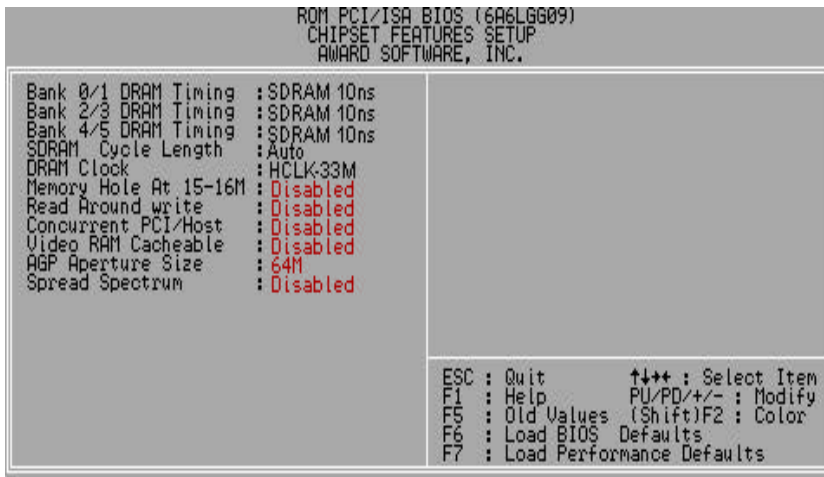 ROM PCI/ISA BIOS (6A6LGG09)
CHIPSET FEATURES SETUP
AWARD SOFTWARE, INC.
Bank 0/1 DRAM Timing : SDRAM 10ns
Bank 2/3 DRAM Timing : SDRAM 10ns
Bank 4/5 DRAM Timing : SDRAM 10ns
SDRAM Cycle Length : Auto
DRAM Clock : HCLK-33M
Memory Hole At 15-16M : Disabled
Read Around write : Disabled
Concurrent PCI/Host : Disabled
Video RAM Cacheable : Disabled
AGP Aperture Size : 64M
Spread Spectrum : Disabled
ESC : Quit ↑↓→← : Select Item
F1 : Help PU/PD/+/- : Modify
F5 : Old Values (Shift)F2 : Color
F6 : Load BIOS Defaults
F7 : Load Performance Defaults